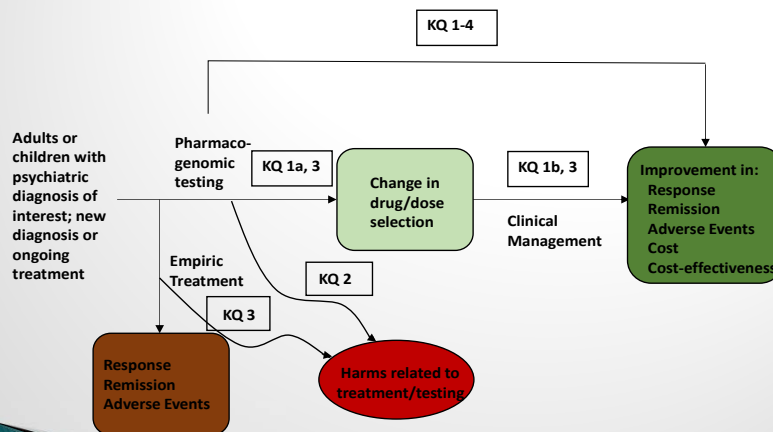 KQ 1-4
Adults or
children with
psychiatric
diagnosis of
interest; new
diagnosis or
ongoing
treatment
Pharmaco-
genomic
testing
KQ 1a, 3
Change in
drug/dose
selection
KQ 1b, 3
Clinical
Management
Improvement in:
Response
Remission
Adverse Events
Cost
Cost-effectiveness
Empiric
Treatment
KQ 2
KQ 3
Response
Remission
Adverse Events
Harms related to
treatment/testing